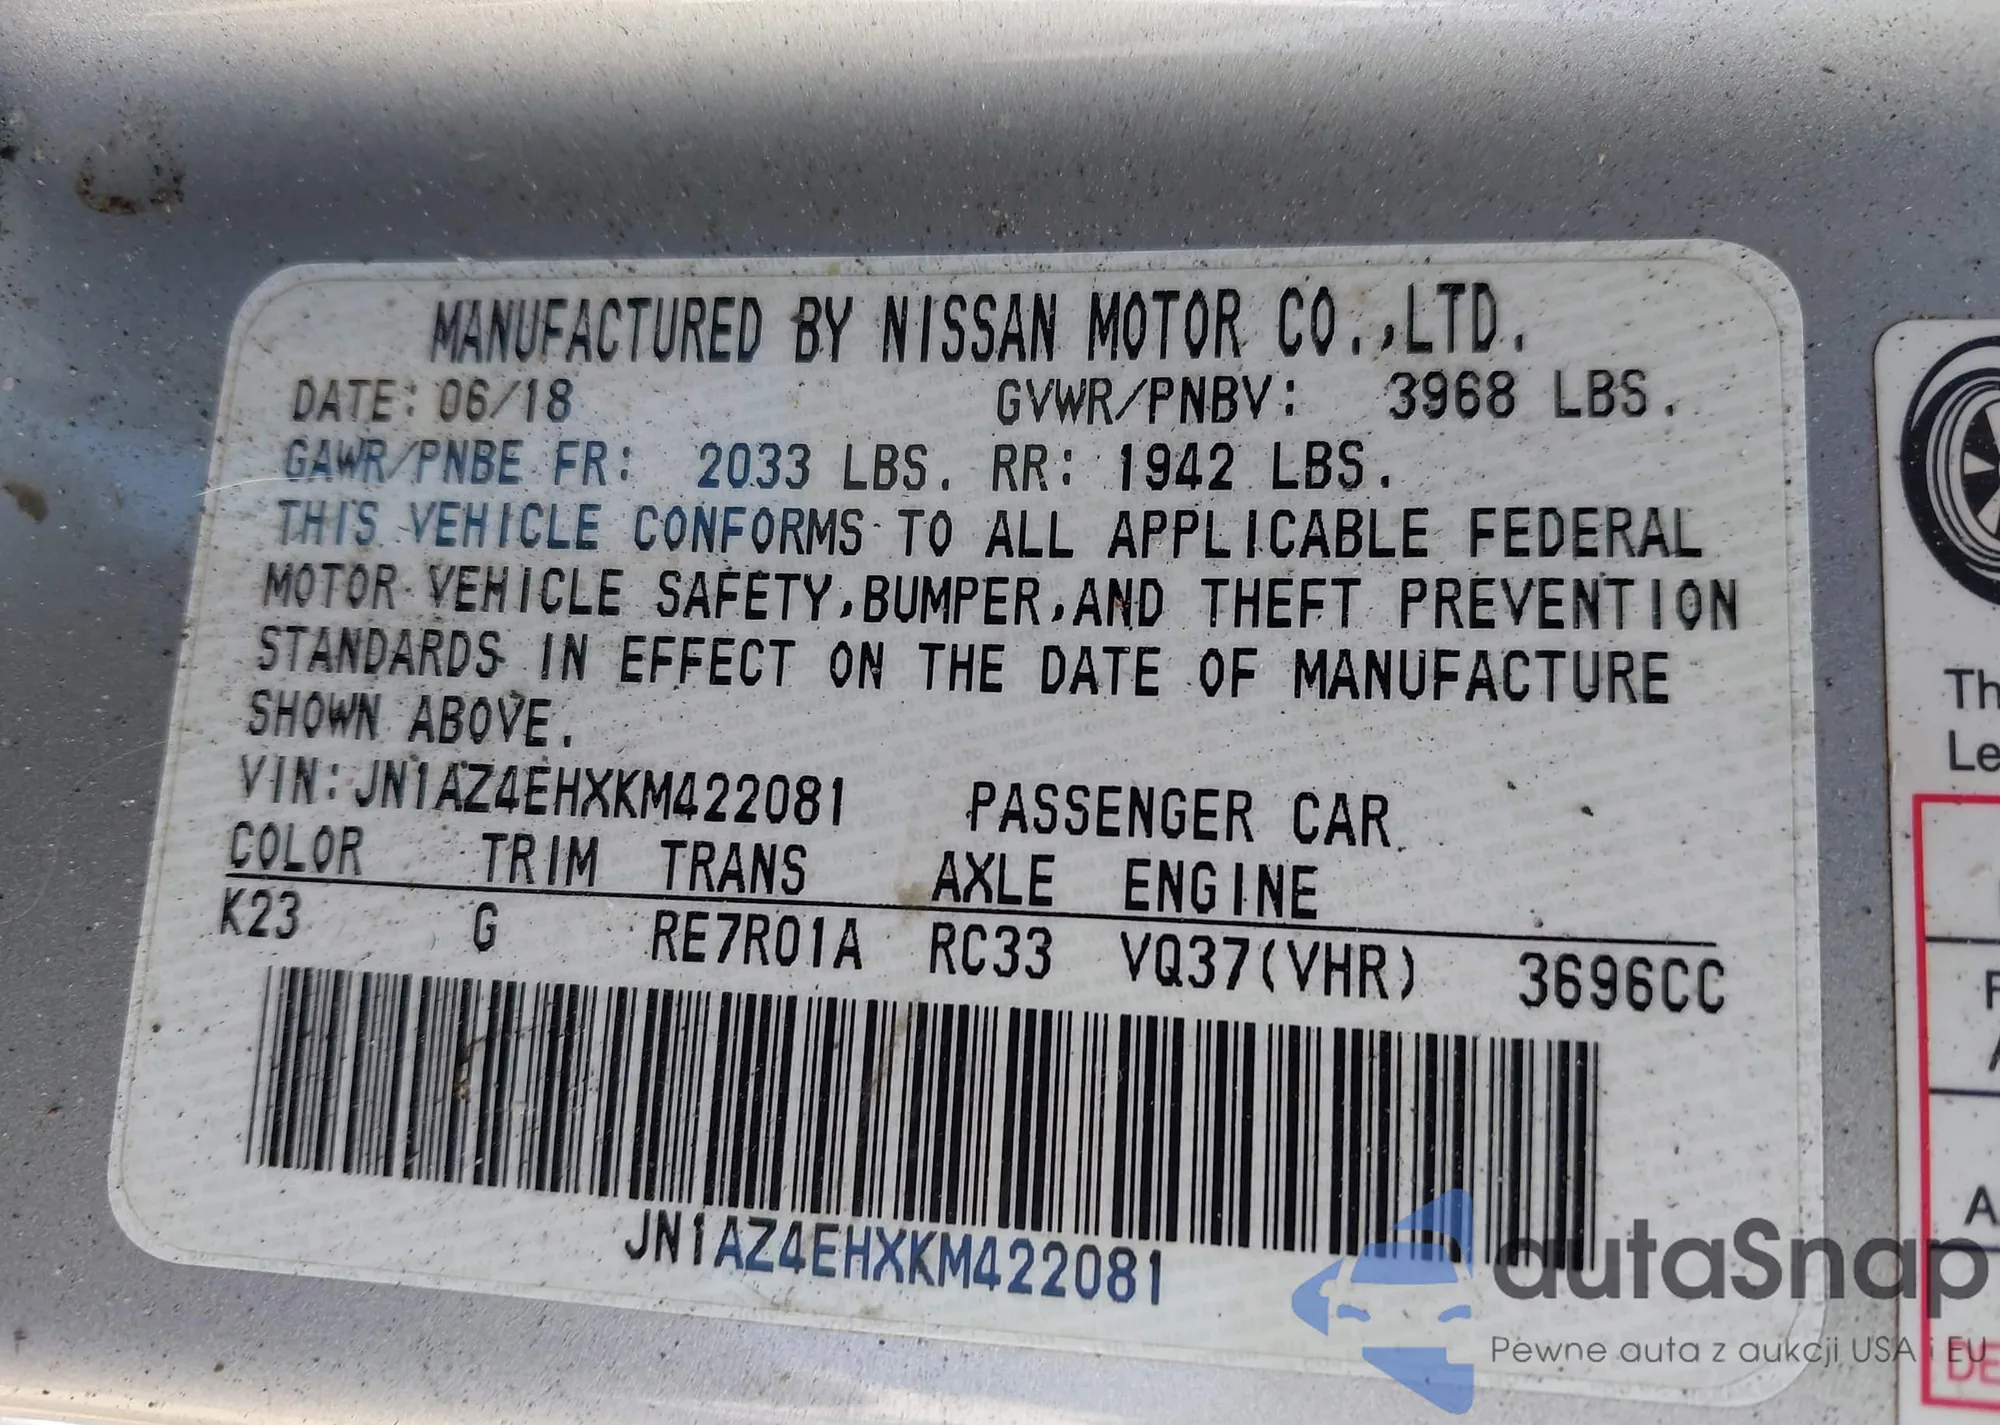 MANUFACTURED BY NISSAN MOTOR CO.,LTD.
DATE: 06/18 GVWR/PNBV: 3968 LBS.
GAWR/PNBE FR: 2033 LBS. RR: 1942 LBS.
THIS VEHICLE CONFORMS TO ALL APPLICABLE FEDERAL
MOTOR VEHICLE SAFETY,BUMPER,AND THEFT PREVENTION
STANDARDS IN EFFECT ON THE DATE OF MANUFACTURE
SHOWN ABOVE.
VIN:JN1AZ4EHXKM422081 PASSENGER CAR
COLOR TRIM TRANS AXLE ENGINE
K23 G RE7R01A RC33 VQ37(VHR) 3696CC
JN1AZ4EHXKM422081
autaSnap
Pewne auta z aukcji USA i EU
Th
Le
A
DE